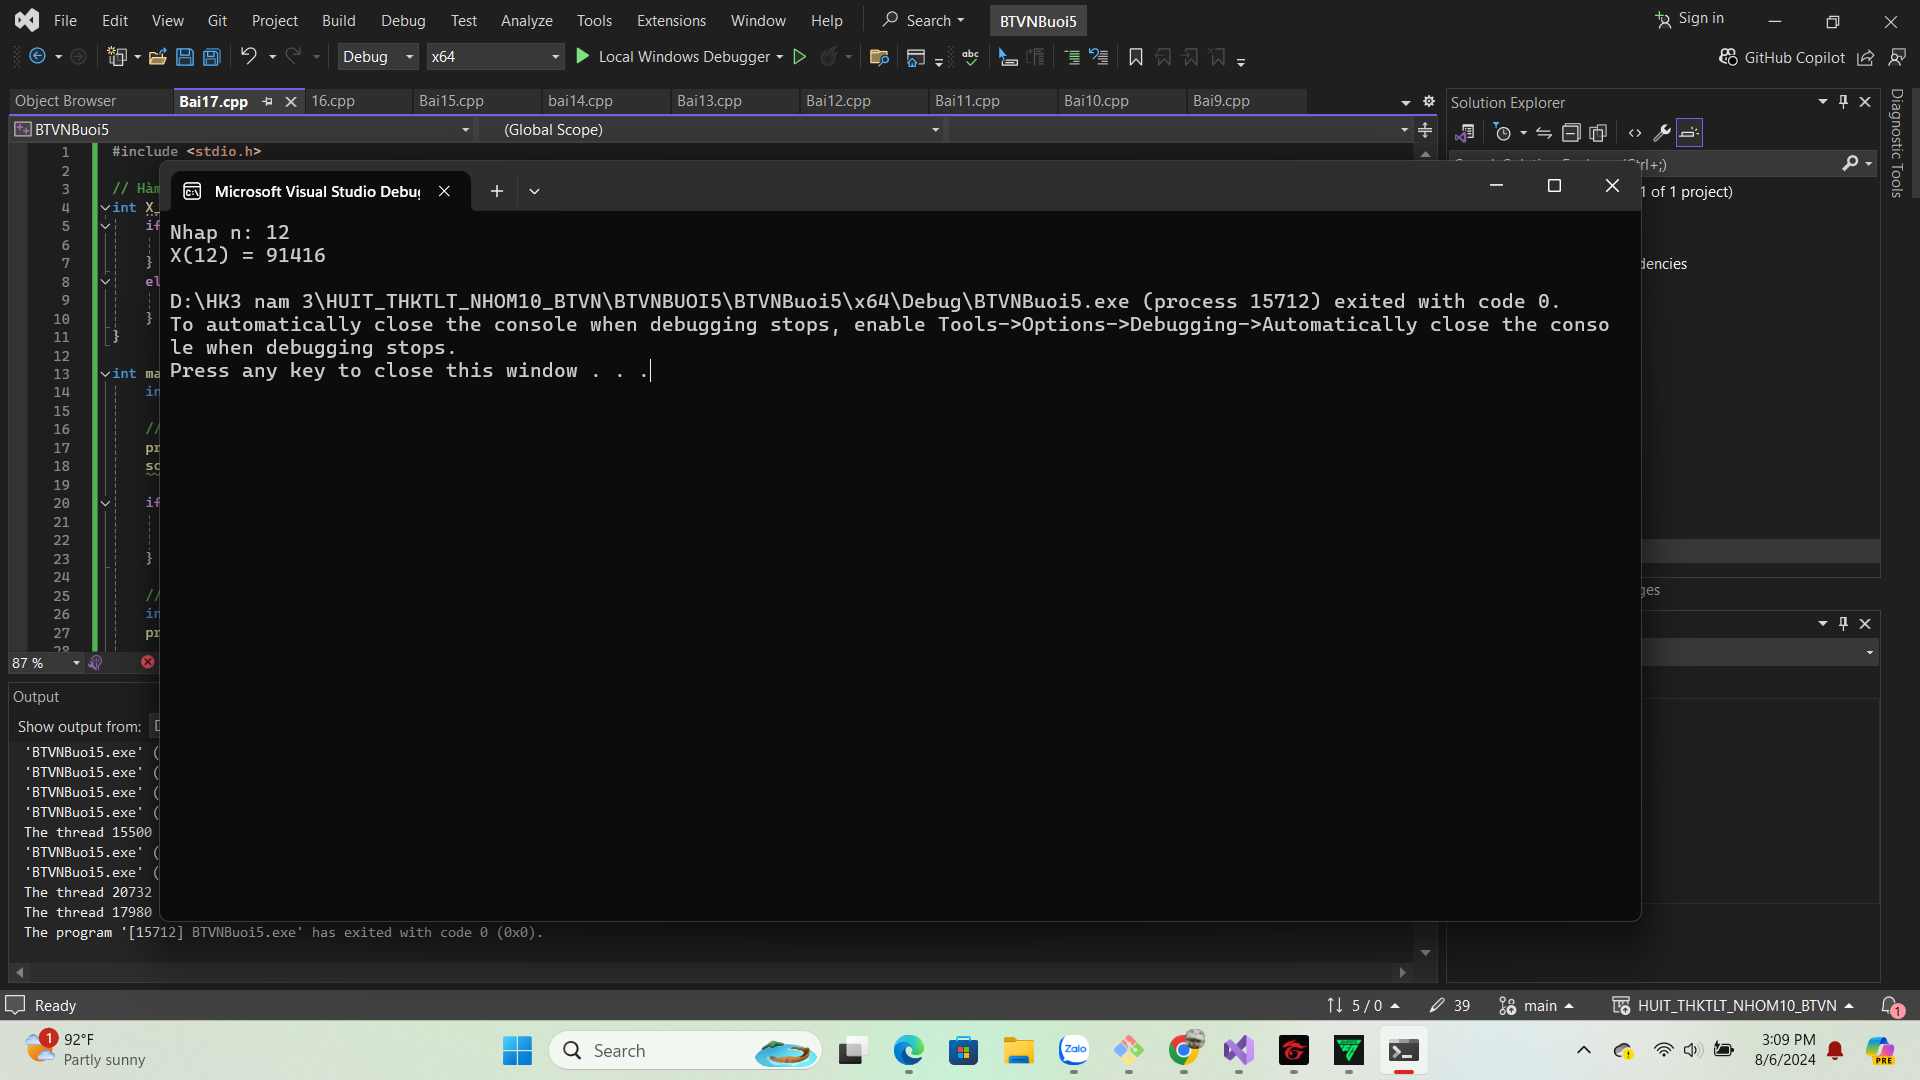 File Edit View Git Project Build Debug Test Analyze Tools Extensions Window Help Search BTVNBuoi5 Sign in
Debug x64 Local Windows Debugger GitHub Copilot
Object Browser Bai17.cpp 16.cpp Bai15.cpp bai14.cpp Bai13.cpp Bai12.cpp Bai11.cpp Bai10.cpp Bai9.cpp
BTVNBuoi5 (Global Scope)
1 #include <stdio.h>
2
3 // Hàm
4 int X_
5 if
6
7 }
8 el
9
10 }
11 }
12
13 int ma
14 in
15
16 //
17 pr
18 sc
19
20 if
21
22
23 }
24
25 //
26 in
27 pr
28
87 %
Microsoft Visual Studio Debug
Nhap n: 12
X(12) = 91416
D:\HK3 nam 3\HUIT_THKTLT_NHOM10_BTVN\BTVNBUOI5\BTVNBuoi5\x64\Debug\BTVNBuoi5.exe (process 15712) exited with code 0.
To automatically close the console when debugging stops, enable Tools->Options->Debugging->Automatically close the conso
le when debugging stops.
Press any key to close this window . . .
Solution Explorer
Ctrl+;)
1 of 1 project)
dencies
ges
Diagnostic Tools
Output
Show output from:
'BTVNBuoi5.exe' (
'BTVNBuoi5.exe' (
'BTVNBuoi5.exe' (
'BTVNBuoi5.exe' (
The thread 15500
'BTVNBuoi5.exe' (
'BTVNBuoi5.exe' (
The thread 20732
The thread 17980
The program '[15712] BTVNBuoi5.exe' has exited with code 0 (0x0).
Ready 5 / 0 39 main HUIT_THKTLT_NHOM10_BTVN 1
1 92°F
Partly sunny
Search
Zalo
PRE
3:09 PM
8/6/2024